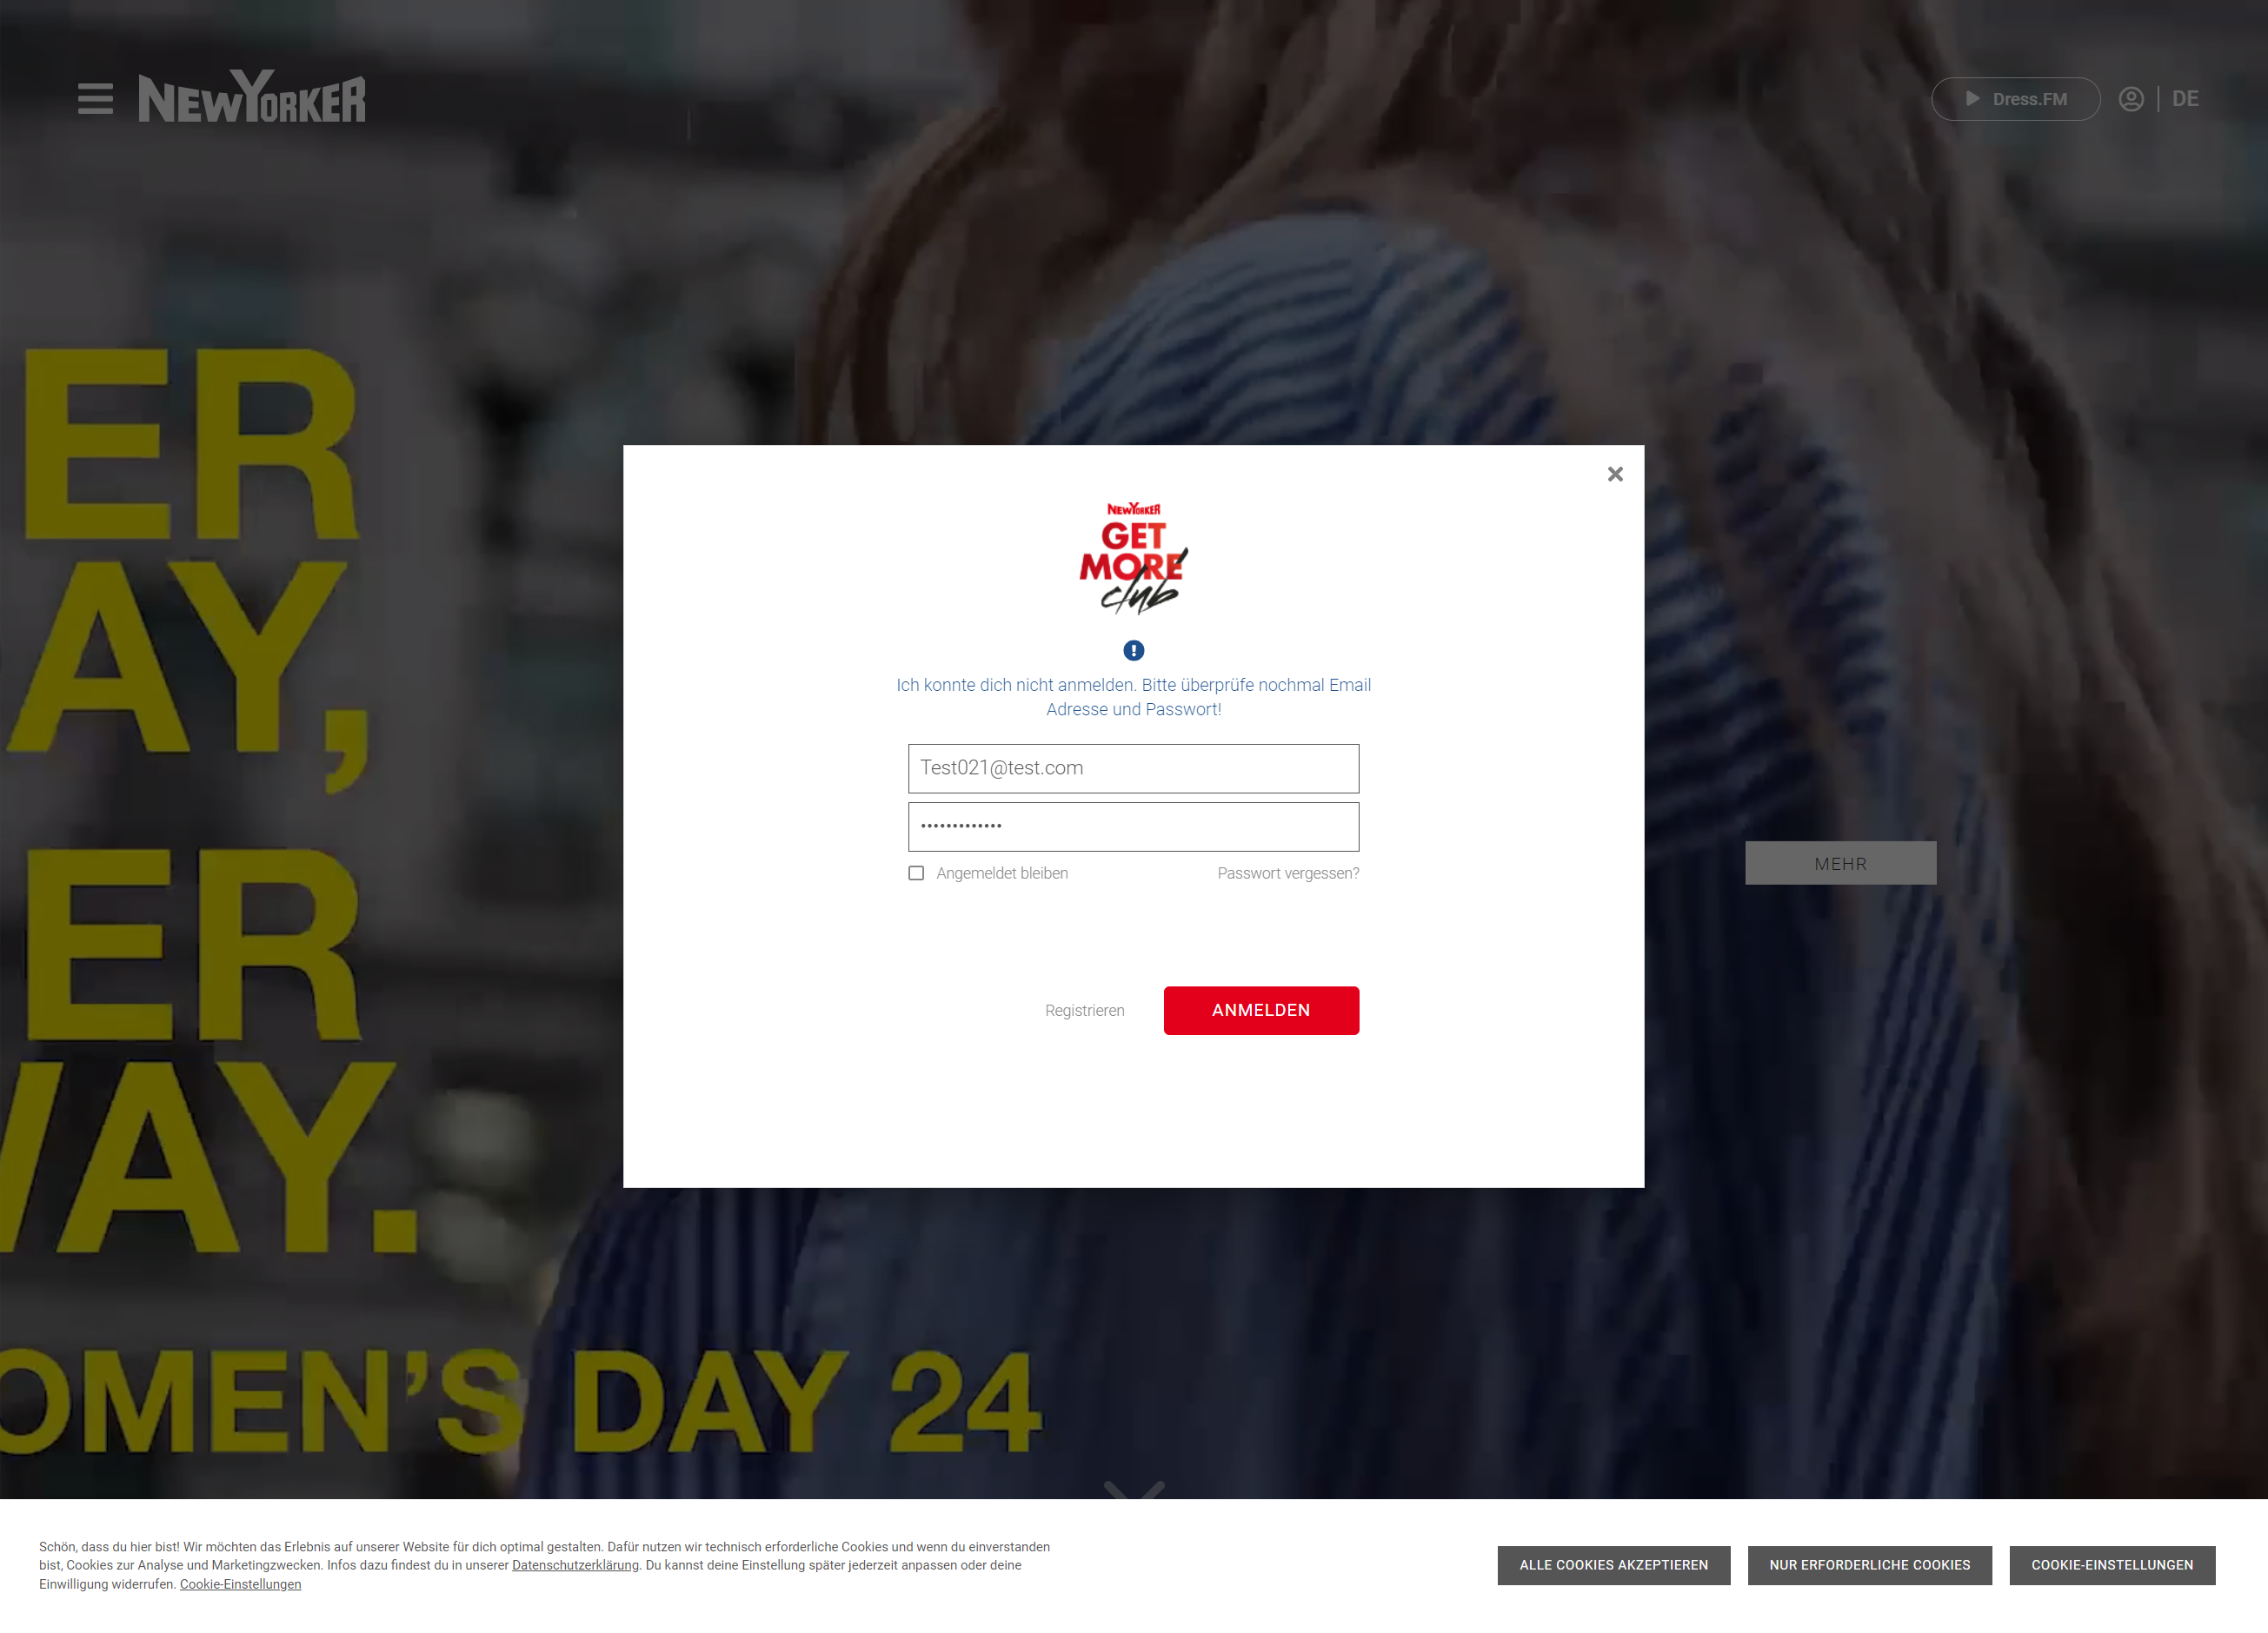 NEWYORKER
Dress.FM
DE
ER
AY,
ER
WAY.
OMEN’S DAY 24
NEWYORKER
GET
MORE
club
Ich konnte dich nicht anmelden. Bitte überprüfe nochmal Email
Adresse und Passwort!
Test021@test.com
•••••••••••••
Angemeldet bleiben
Passwort vergessen?
Registrieren
ANMELDEN
MEHR
Schön, dass du hier bist! Wir möchten das Erlebnis auf unserer Website für dich optimal gestalten. Dafür nutzen wir technisch erforderliche Cookies und wenn du einverstanden
bist, Cookies zur Analyse und Marketingzwecken. Infos dazu findest du in unserer Datenschutzerklärung. Du kannst deine Einstellung später jederzeit anpassen oder deine
Einwilligung widerrufen. Cookie-Einstellungen
ALLE COOKIES AKZEPTIEREN
NUR ERFORDERLICHE COOKIES
COOKIE-EINSTELLUNGEN